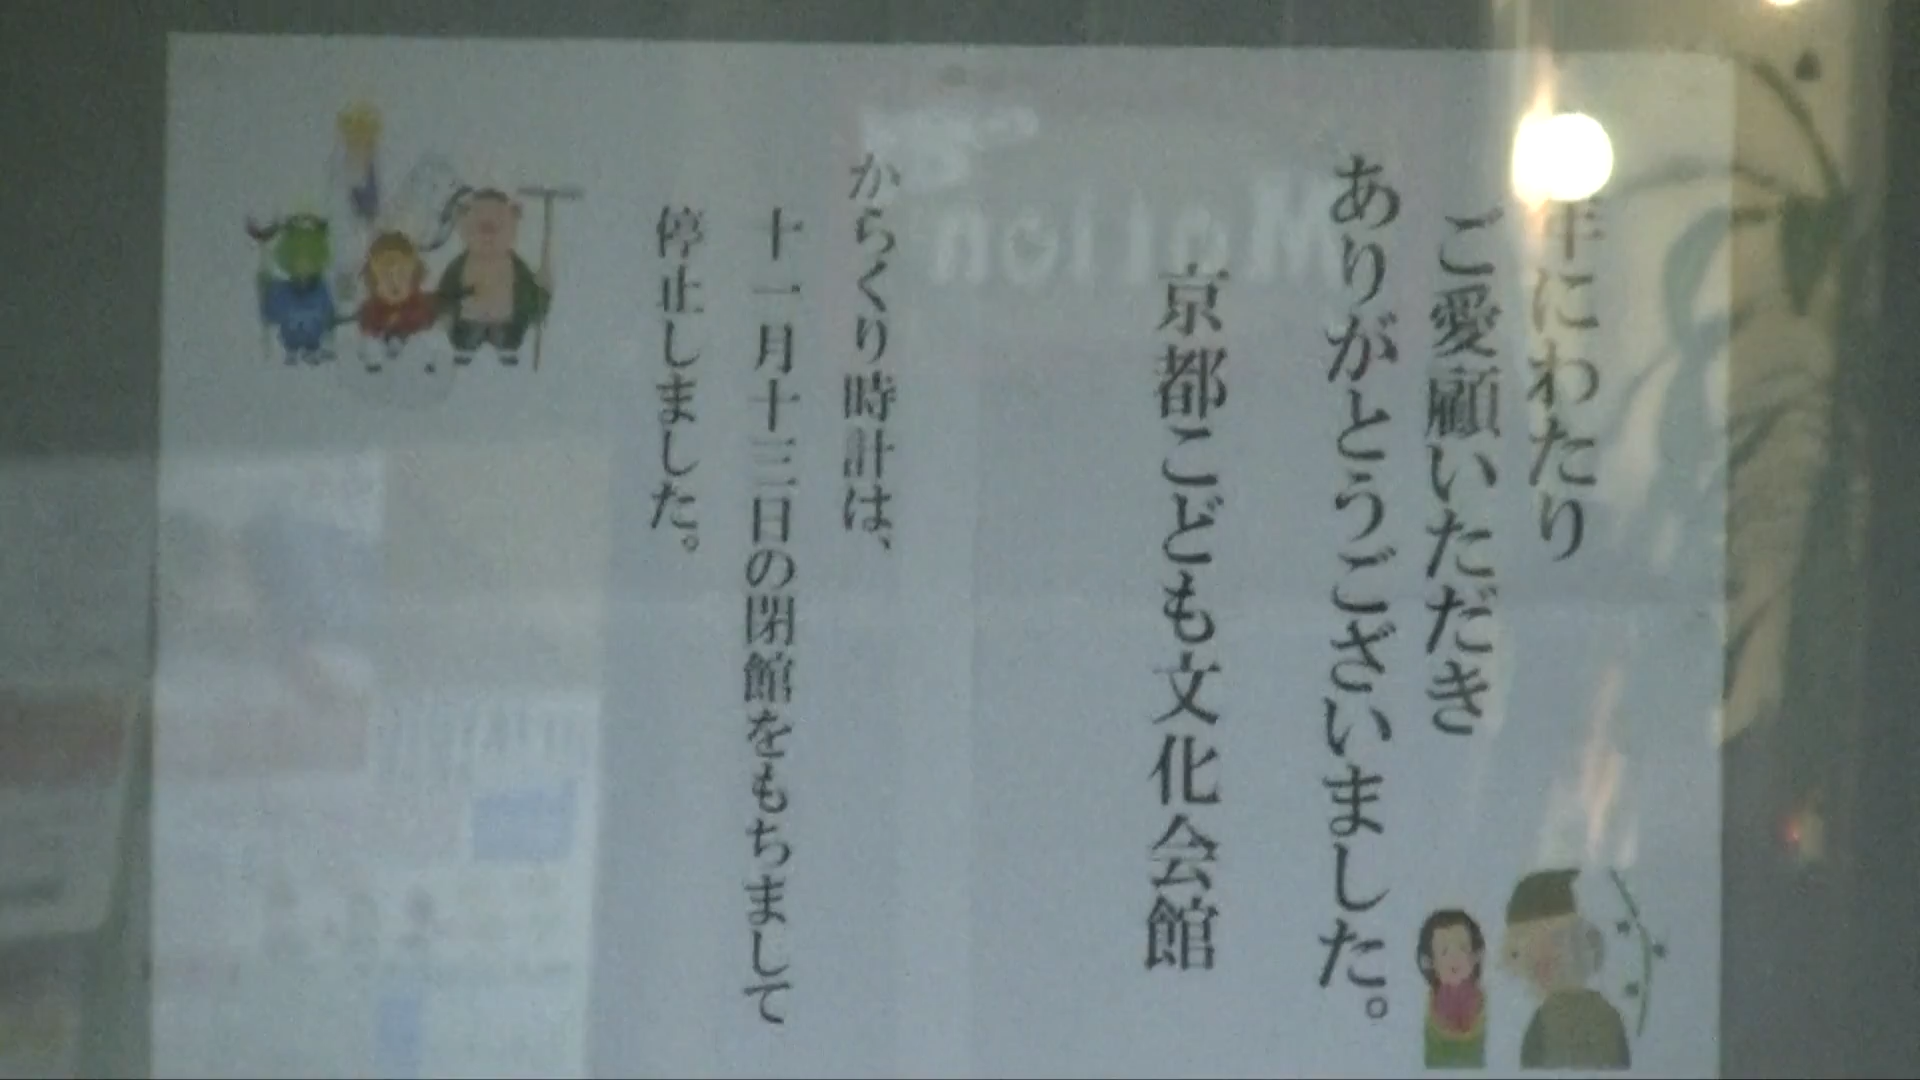 年にわたり
ご愛顧いただき
ありがとうございました。
京都こども文化会館
からくり時計は、
十一月十三日の閉館をもちまして
停止しました。